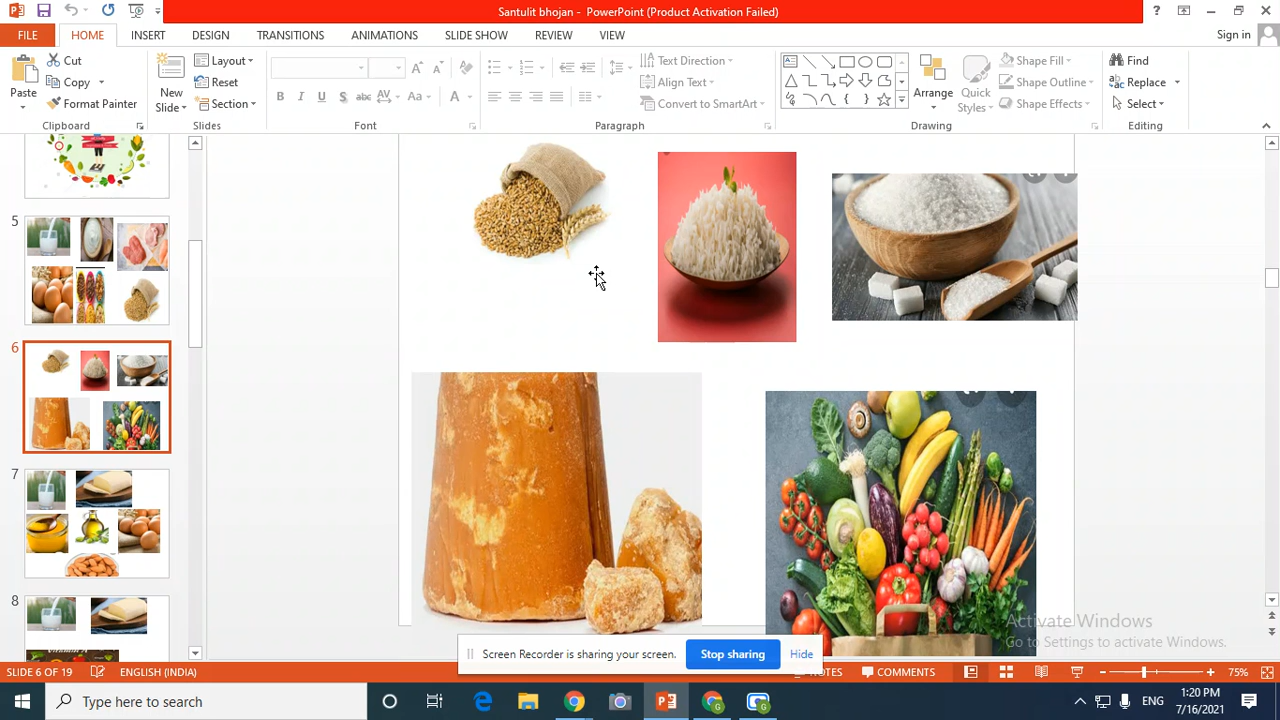 Santulit bhojan - PowerPoint (Product Activation Failed)
?
FILE HOME INSERT DESIGN TRANSITIONS ANIMATIONS SLIDE SHOW REVIEW VIEW Sign in
Paste
Cut
Copy
Format Painter
Clipboard
New Slide
Layout
Reset
Section
Slides
B I U S abc AV Aa A
Font
Text Direction
Align Text
Convert to SmartArt
Paragraph
Arrange
Quick Styles
Shape Fill
Shape Outline
Shape Effects
Drawing
Find
Replace
Select
Editing
5
6
7
8
Activate Windows
Go to Settings to activate Windows.
Screen Recorder is sharing your screen. Stop sharing Hide
SLIDE 6 OF 19 ENGLISH (INDIA) NOTES COMMENTS 75%
Type here to search
ENG
1:20 PM
7/16/2021